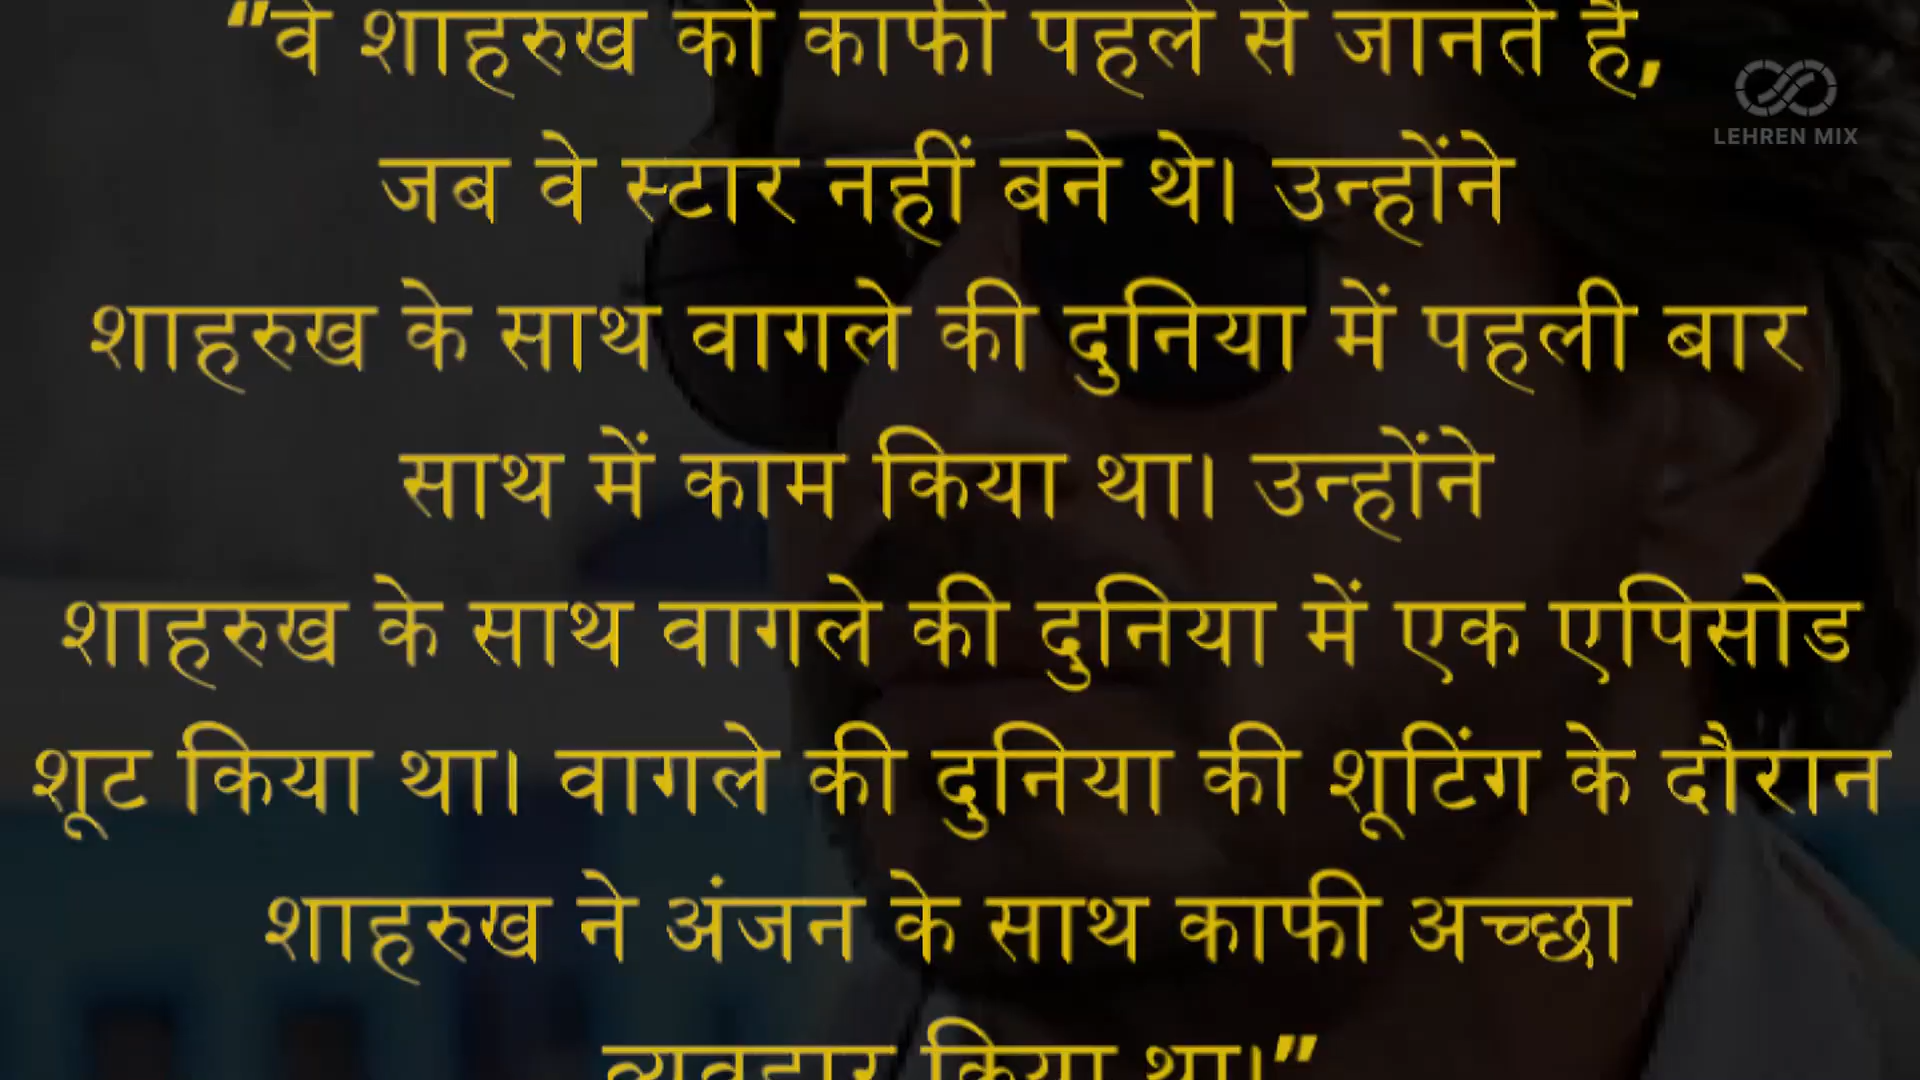 "वे शाहरुख को काफी पहले से जानते हैं,
LEHREN MIX
जब वे स्टार नहीं बने थे। उन्होंने
शाहरुख के साथ वागले की दुनिया में पहली बार
साथ में काम किया था। उन्होंने
शाहरुख के साथ वागले की दुनिया में एक एपिसोड
शूट किया था। वागले की दुनिया की शूटिंग के दौरान
शाहरुख ने अंजन के साथ काफी अच्छा
व्यवहार किया था।"